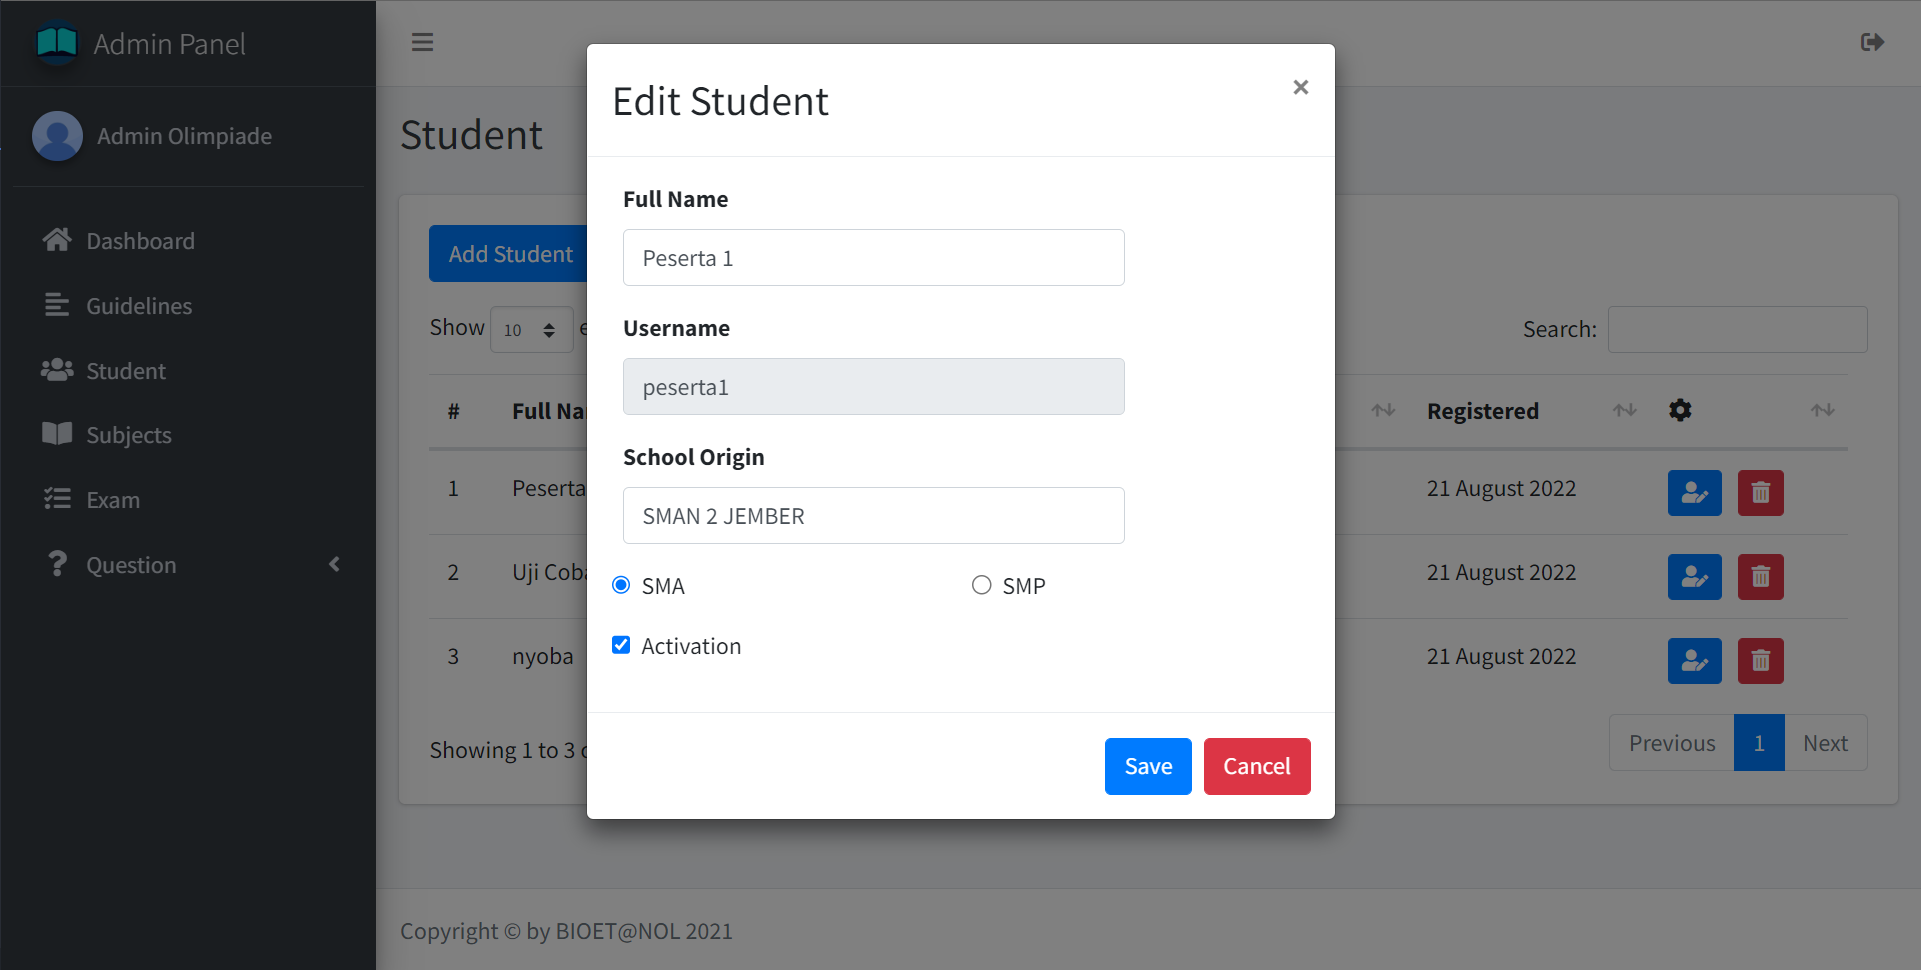 Admin Panel
Admin Olimpiade
Dashboard
Guidelines
Student
Subjects
Exam
Question
Student
Add Student
Show 10 e
Search:
# Full Na Registered
1 Peserta 21 August 2022
2 Uji Coba 21 August 2022
3 nyoba 21 August 2022
Showing 1 to 3
Previous 1 Next
Edit Student
×
Full Name
Peserta 1
Username
peserta1
School Origin
SMAN 2 JEMBER
SMA SMP
Activation
Save Cancel
Copyright © by BIOET@NOL 2021